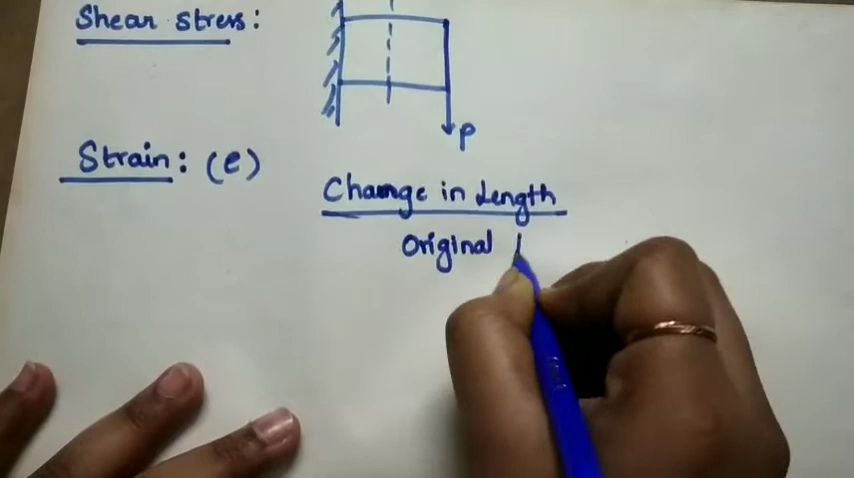 Shear stress:
P
Strain: (e)
Change in Length
Original l